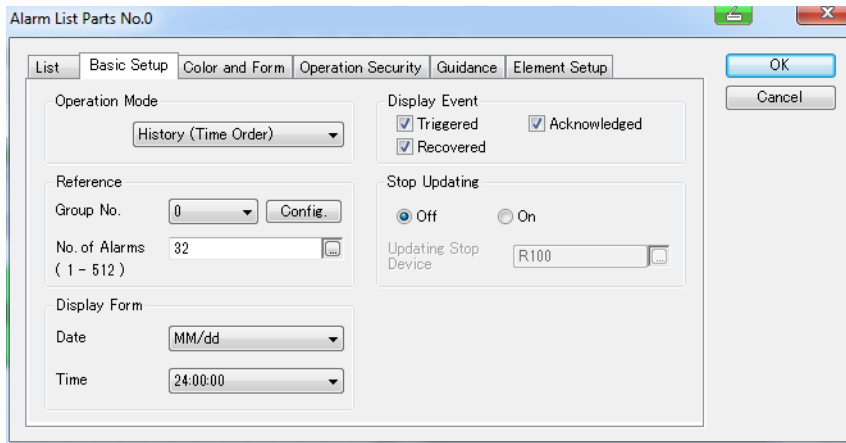 Alarm List Parts No.0
List Basic Setup Color and Form Operation Security Guidance Element Setup
OK
Cancel
Operation Mode
History (Time Order)
Display Event
Triggered Acknowledged
Recovered
Reference
Group No. 0 Config.
No. of Alarms 32 ...
( 1 - 512 )
Stop Updating
Off On
Updating Stop
Device R100 ...
Display Form
Date MM/dd
Time 24:00:00